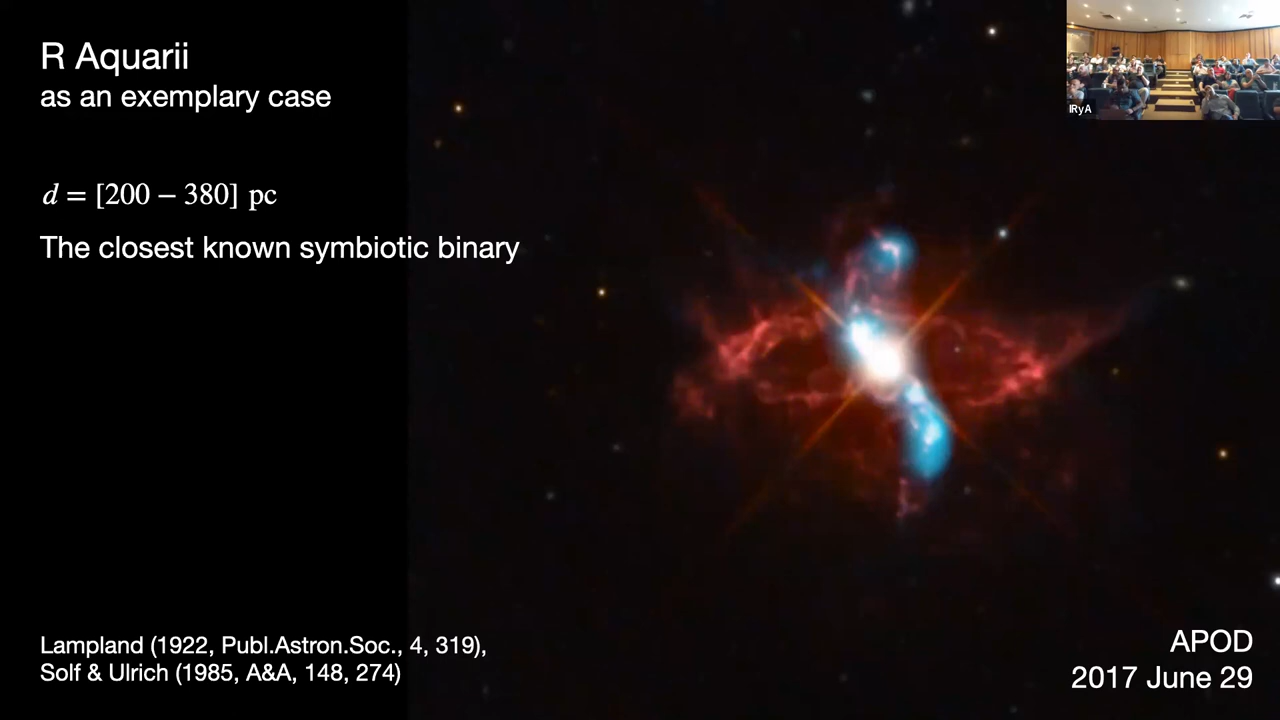 R Aquarii
as an exemplary case
d = [200 – 380] pc
The closest known symbiotic binary
Lampland (1922, Publ.Astron.Soc., 4, 319),
Solf & Ulrich (1985, A&A, 148, 274)
APOD
2017 June 29
IRyA